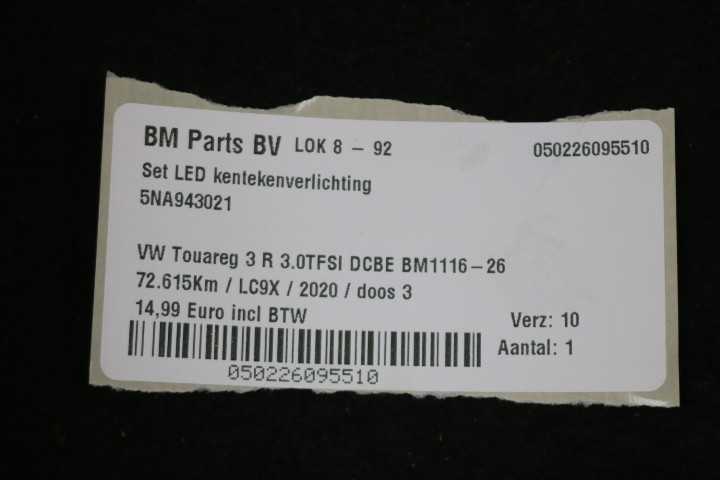 BM Parts BV LOK 8 - 92 050226095510
Set LED kentekenverlichting
5NA943021
VW Touareg 3 R 3.0TFSI DCBE BM1116-26
72.615Km / LC9X / 2020 / doos 3
14,99 Euro incl BTW
Verz: 10
Aantal: 1
050226095510